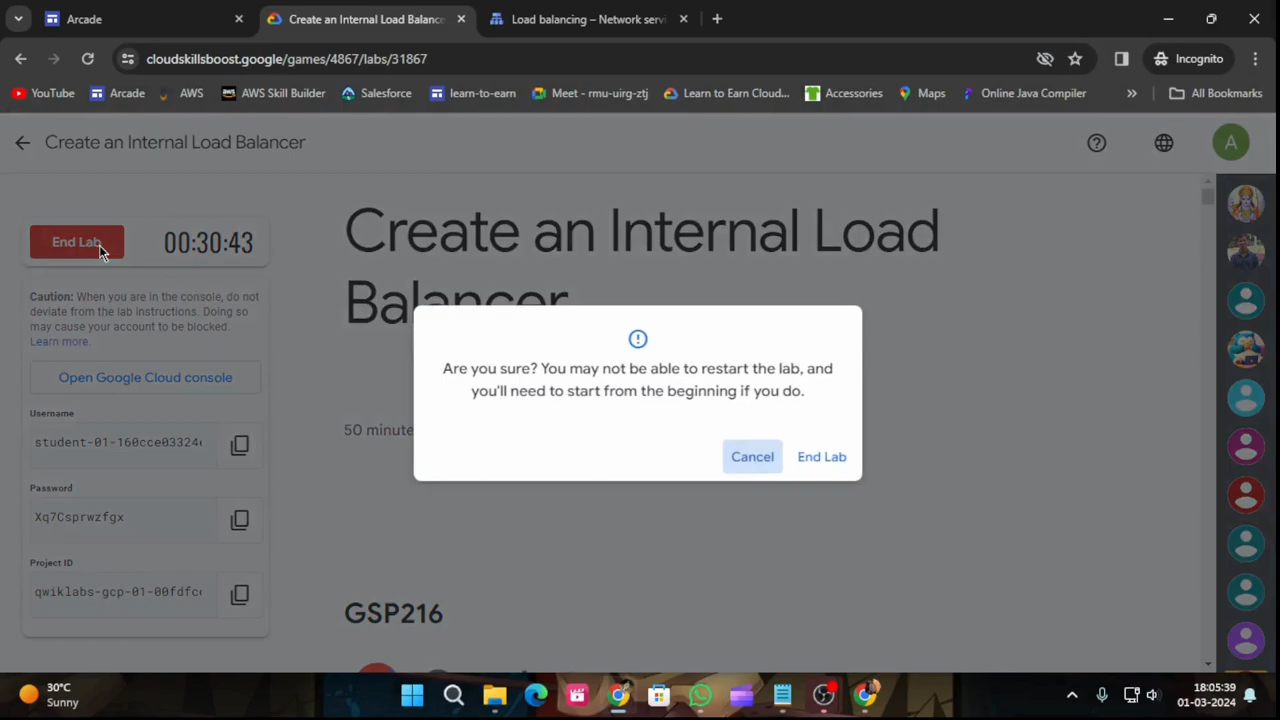 Arcade
Create an Internal Load Balance
Load balancing – Network servi
cloudskillsboost.google/games/4867/labs/31867
Incognito
YouTube
Arcade
AWS
AWS Skill Builder
Salesforce
learn-to-earn
Meet - rmu-uirg-ztj
Learn to Earn Cloud...
Accessories
Maps
Online Java Compiler
»
All Bookmarks
Create an Internal Load Balancer
A
End Lab
00:30:43
Caution: When you are in the console, do not
deviate from the lab instructions. Doing so
may cause your account to be blocked.
Learn more.
Open Google Cloud console
Username
student-01-160cce03324
Password
Xq7Csprwzfgx
Project ID
qwiklabs-gcp-01-00fdfc
Create an Internal Load
Balancer
50 minute
GSP216
Are you sure? You may not be able to restart the lab, and
you'll need to start from the beginning if you do.
Cancel
End Lab
30°C
Sunny
18:05:39
01-03-2024